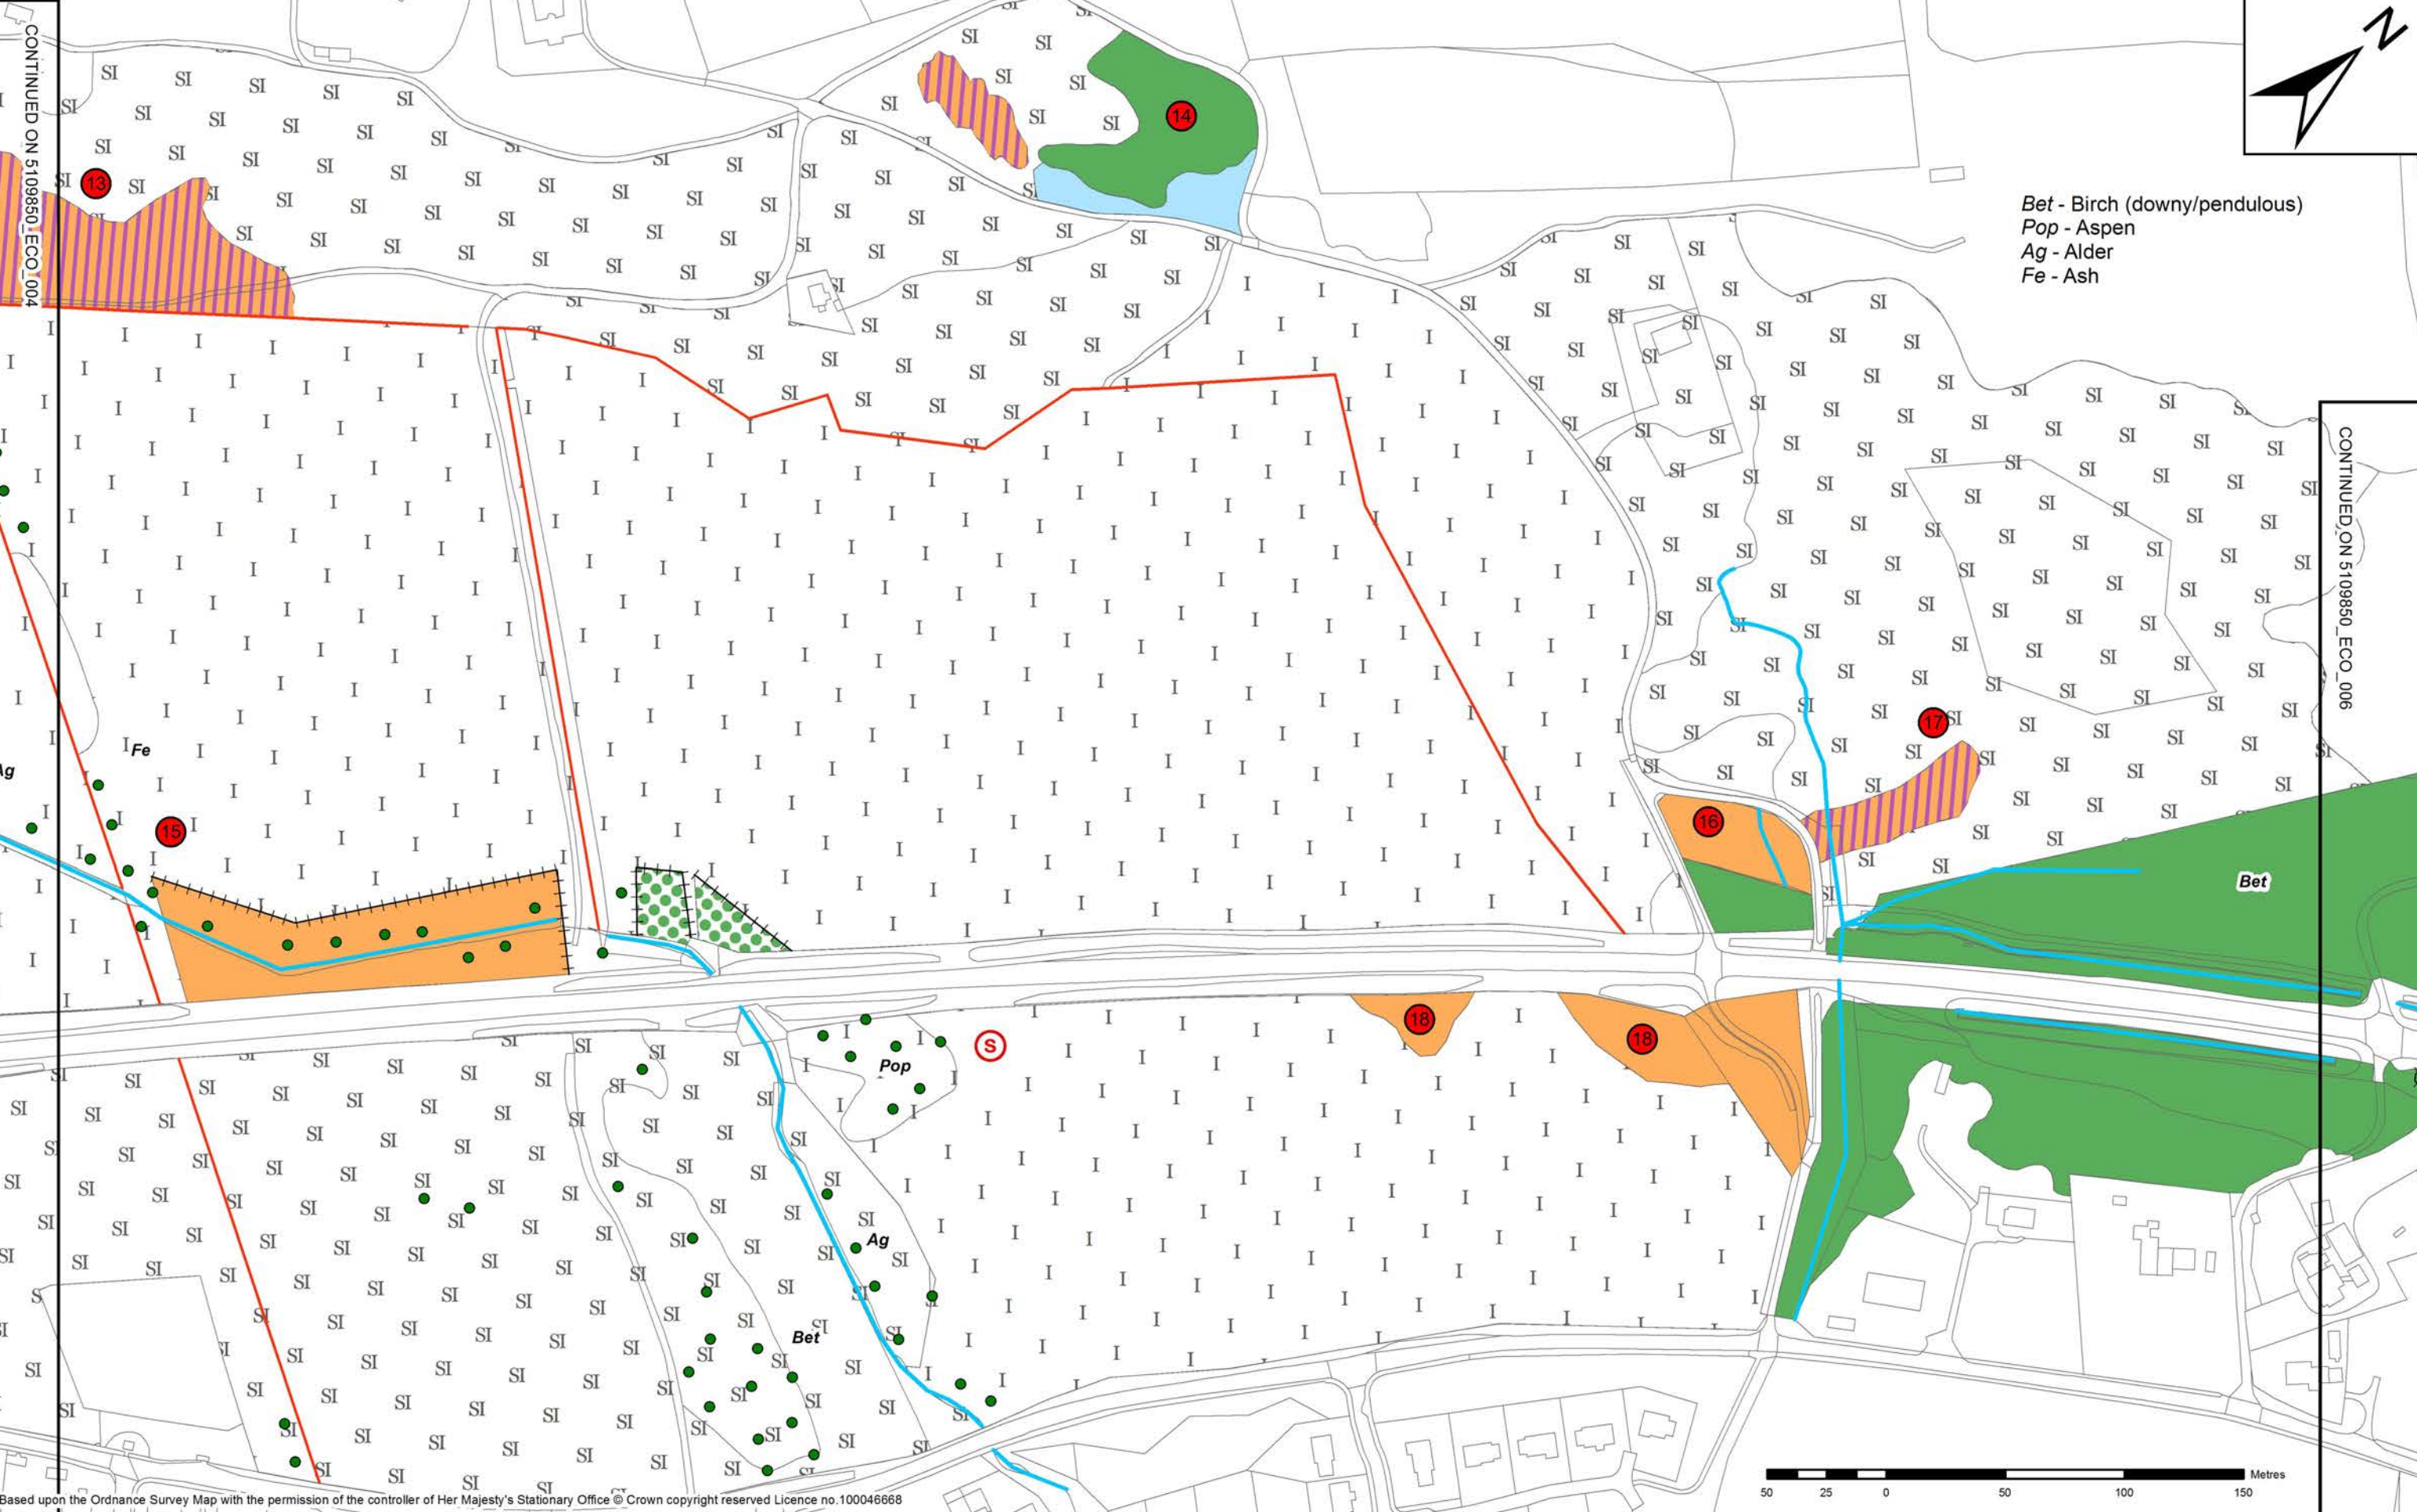 N
CONTINUED ON 5109850_ECO_004
14
13
Bet - Birch (downy/pendulous)
Pop - Aspen
Ag - Alder
Fe - Ash
CONTINUED ON 5109850_ECO_006
17
Fe
Ag
15
16
Bet
18
18
S
Pop
Ag
Bet
SI
I
Metres
50 25 0 50 100 150
Based upon the Ordnance Survey Map with the permission of the controller of Her Majesty's Stationary Office © Crown copyright reserved Licence no.100046668